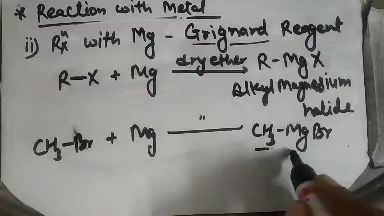 * Reaction with Metal
ii) Rxⁿ with Mg - Grignard Reagent
R-X + Mg dry ether R-MgX
Alkyl Magnesium
halide
CH₃-Br + Mg " CH₃-MgBr